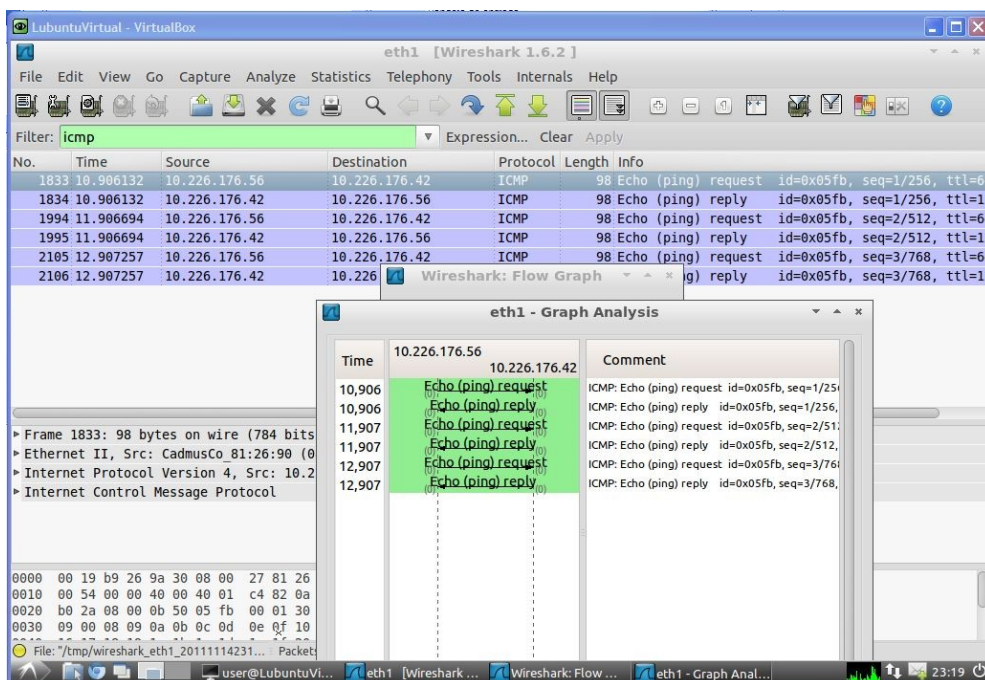 LubuntuVirtual - VirtualBox
eth1 [Wireshark 1.6.2 ]
File Edit View Go Capture Analyze Statistics Telephony Tools Internals Help
Filter: icmp Expression... Clear Apply
No. Time Source Destination Protocol Length Info
1833 10.906132 10.226.176.56 10.226.176.42 ICMP 98 Echo (ping) request id=0x05fb, seq=1/256, ttl=6
1834 10.906132 10.226.176.42 10.226.176.56 ICMP 98 Echo (ping) reply id=0x05fb, seq=1/256, ttl=1
1994 11.906694 10.226.176.56 10.226.176.42 ICMP 98 Echo (ping) request id=0x05fb, seq=2/512, ttl=6
1995 11.906694 10.226.176.42 10.226.176.56 ICMP 98 Echo (ping) reply id=0x05fb, seq=2/512, ttl=1
2105 12.907257 10.226.176.56 10.226.176.42 ICMP 98 Echo (ping) request id=0x05fb, seq=3/768, ttl=6
2106 12.907257 10.226.176.42 10.226 g) reply id=0x05fb, seq=3/768, ttl=1
Wireshark: Flow Graph
eth1 - Graph Analysis
Time 10.226.176.56 10.226.176.42 Comment
10,906 Echo (ping) request (0) (0) ICMP: Echo (ping) request id=0x05fb, seq=1/25
10,906 Echo (ping) reply (0) (0) ICMP: Echo (ping) reply id=0x05fb, seq=1/256,
11,907 Echo (ping) request (0) (0) ICMP: Echo (ping) request id=0x05fb, seq=2/51
11,907 Echo (ping) reply (0) (0) ICMP: Echo (ping) reply id=0x05fb, seq=2/512,
12,907 Echo (ping) request (0) (0) ICMP: Echo (ping) request id=0x05fb, seq=3/76
12,907 Echo (ping) reply (0) (0) ICMP: Echo (ping) reply id=0x05fb, seq=3/768,
Frame 1833: 98 bytes on wire (784 bits
Ethernet II, Src: CadmusCo_81:26:90 (0
Internet Protocol Version 4, Src: 10.2
Internet Control Message Protocol
0000 00 19 b9 26 9a 30 08 00 27 81 26
0010 00 54 00 00 40 00 40 01 c4 82 0a
0020 b0 2a 08 00 0b 50 05 fb 00 01 30
0030 09 00 08 09 0a 0b 0c 0d 0e 0f 10
File: "/tmp/wireshark_eth1_20111114231... Packets
user@LubuntuVi... eth1 [Wireshark ... Wireshark: Flow ... eth1 - Graph Anal... 23:19